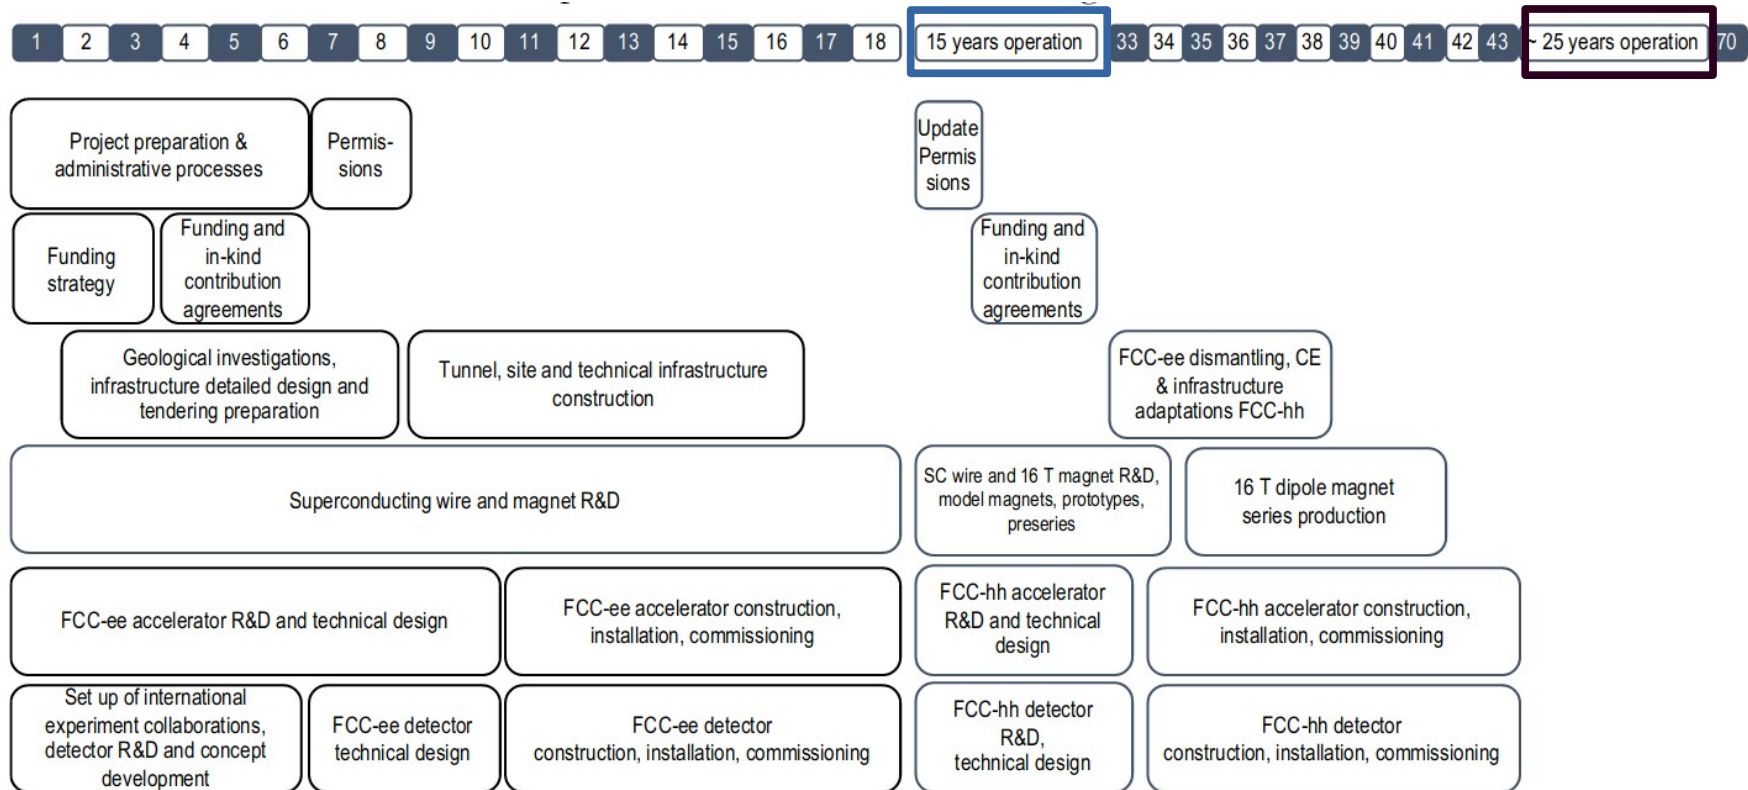 1 2 3 4 5 6 7 8 9 10 11 12 13 14 15 16 17 18 15 years operation 33 34 35 36 37 38 39 40 41 42 43 ~ 25 years operation 70
Project preparation &
administrative processes
Permis-
sions
Update
Permis
sions
Funding
strategy
Funding and
in-kind
contribution
agreements
Funding and
in-kind
contribution
agreements
Geological investigations,
infrastructure detailed design and
tendering preparation
Tunnel, site and technical infrastructure
construction
FCC-ee dismantling, CE
& infrastructure
adaptations FCC-hh
Superconducting wire and magnet R&D
SC wire and 16 T magnet R&D,
model magnets, prototypes,
preseries
16 T dipole magnet
series production
FCC-ee accelerator R&D and technical design
FCC-ee accelerator construction,
installation, commissioning
FCC-hh accelerator
R&D and technical
design
FCC-hh accelerator construction,
installation, commissioning
Set up of international
experiment collaborations,
detector R&D and concept
development
FCC-ee detector
technical design
FCC-ee detector
construction, installation, commissioning
FCC-hh detector
R&D,
technical design
FCC-hh detector
construction, installation, commissioning